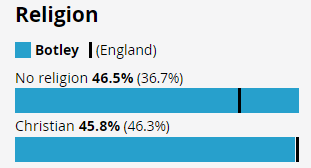 Religion
Botley (England)
No religion 46.5% (36.7%)
Christian 45.8% (46.3%)